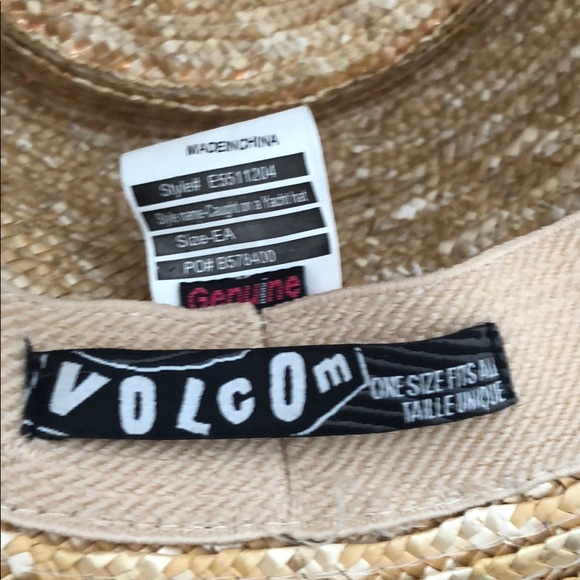 MADEINCHINA
Style# E5511204
Style name-Caught on a Yacht hat
Size-EA
PO# B578400
Genuine
VOLCOM
ONE SIZE FITS ALL
TAILLE UNIQUE